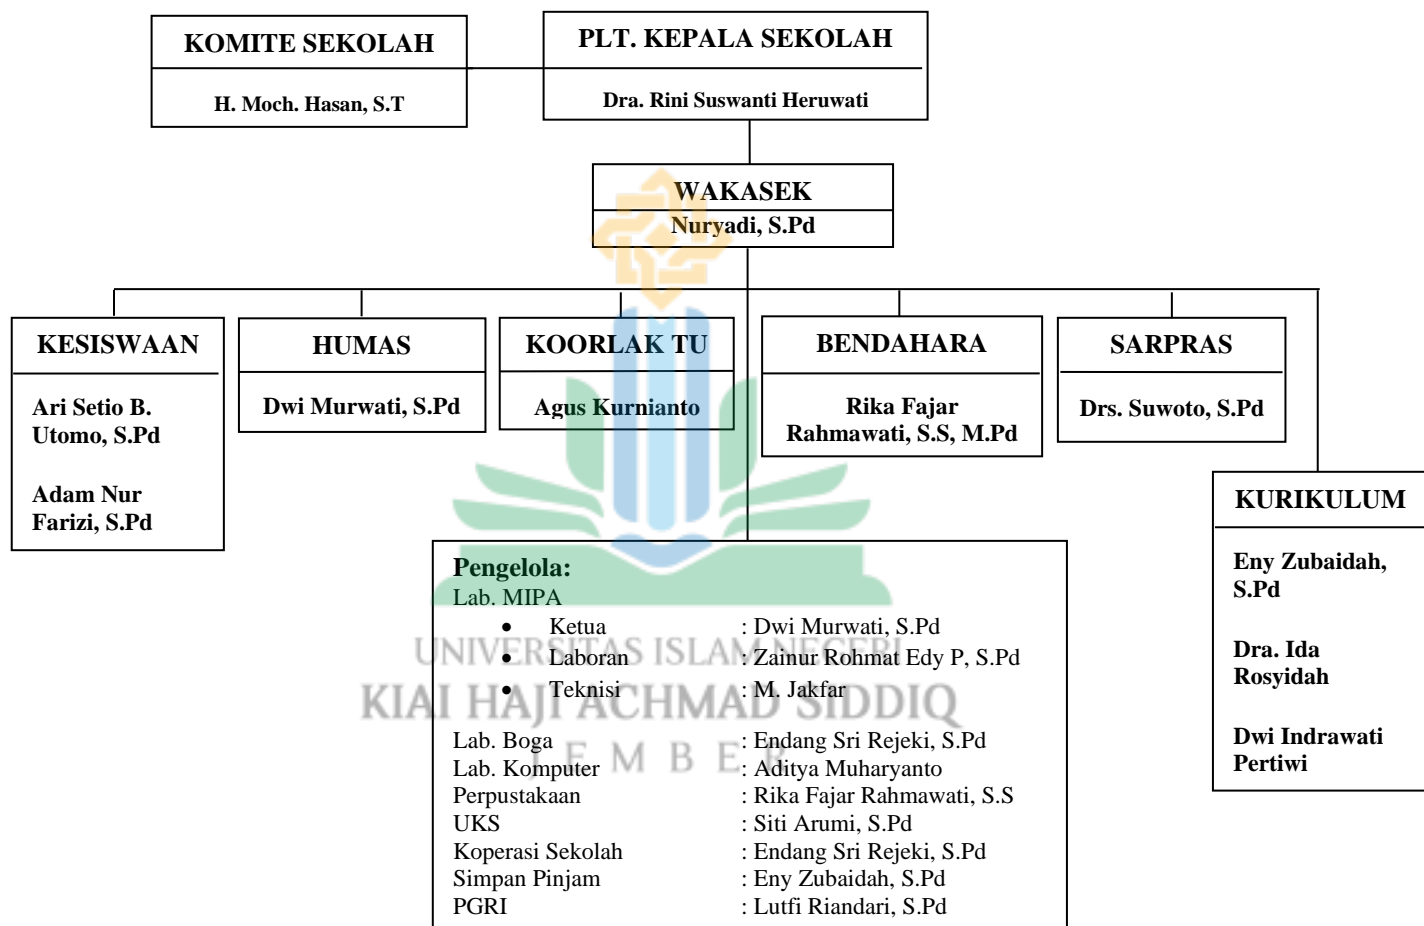 KOMITE SEKOLAH
H. Moch. Hasan, S.T
PLT. KEPALA SEKOLAH
Dra. Rini Suswanti Heruwati
WAKASEK
Nuryadi, S.Pd
KESISWAAN
Ari Setio B.
Utomo, S.Pd
Adam Nur
Farizi, S.Pd
HUMAS
Dwi Murwati, S.Pd
KOORLAK TU
Agus Kurnianto
BENDAHARA
Rika Fajar
Rahmawati, S.S, M.Pd
SARPRAS
Drs. Suwoto, S.Pd
KURIKULUM
Eny Zubaidah,
S.Pd
Dra. Ida
Rosyidah
Dwi Indrawati
Pertiwi
Pengelola:
Lab. MIPA
• Ketua : Dwi Murwati, S.Pd
• Laboran : Zainur Rohmat Edy P, S.Pd
• Teknisi : M. Jakfar
Lab. Boga : Endang Sri Rejeki, S.Pd
Lab. Komputer : Aditya Muharyanto
Perpustakaan : Rika Fajar Rahmawati, S.S
UKS : Siti Arumi, S.Pd
Koperasi Sekolah : Endang Sri Rejeki, S.Pd
Simpan Pinjam : Eny Zubaidah, S.Pd
PGRI : Lutfi Riandari, S.Pd
UNIVERSITAS ISLAM NEGERI
KIAI HAJI ACHMAD SIDDIQ
JEMBER